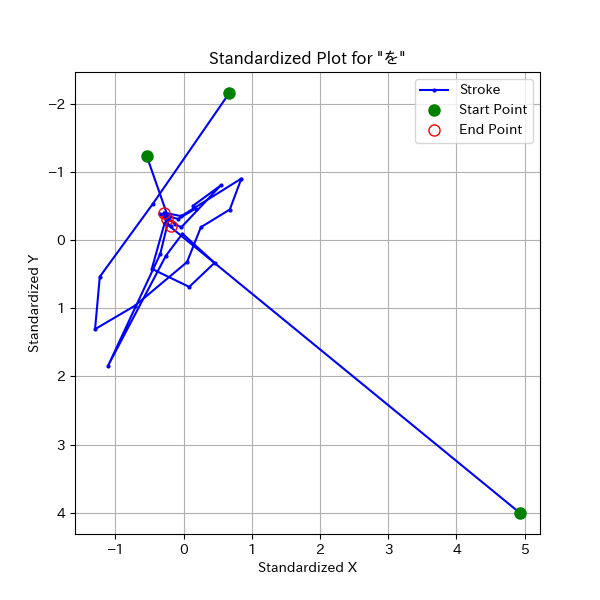 Standardized Plot for "を"
Stroke
Start Point
End Point
Standardized Y
−2
−1
0
1
2
3
4
−1 0 1 2 3 4 5
Standardized X